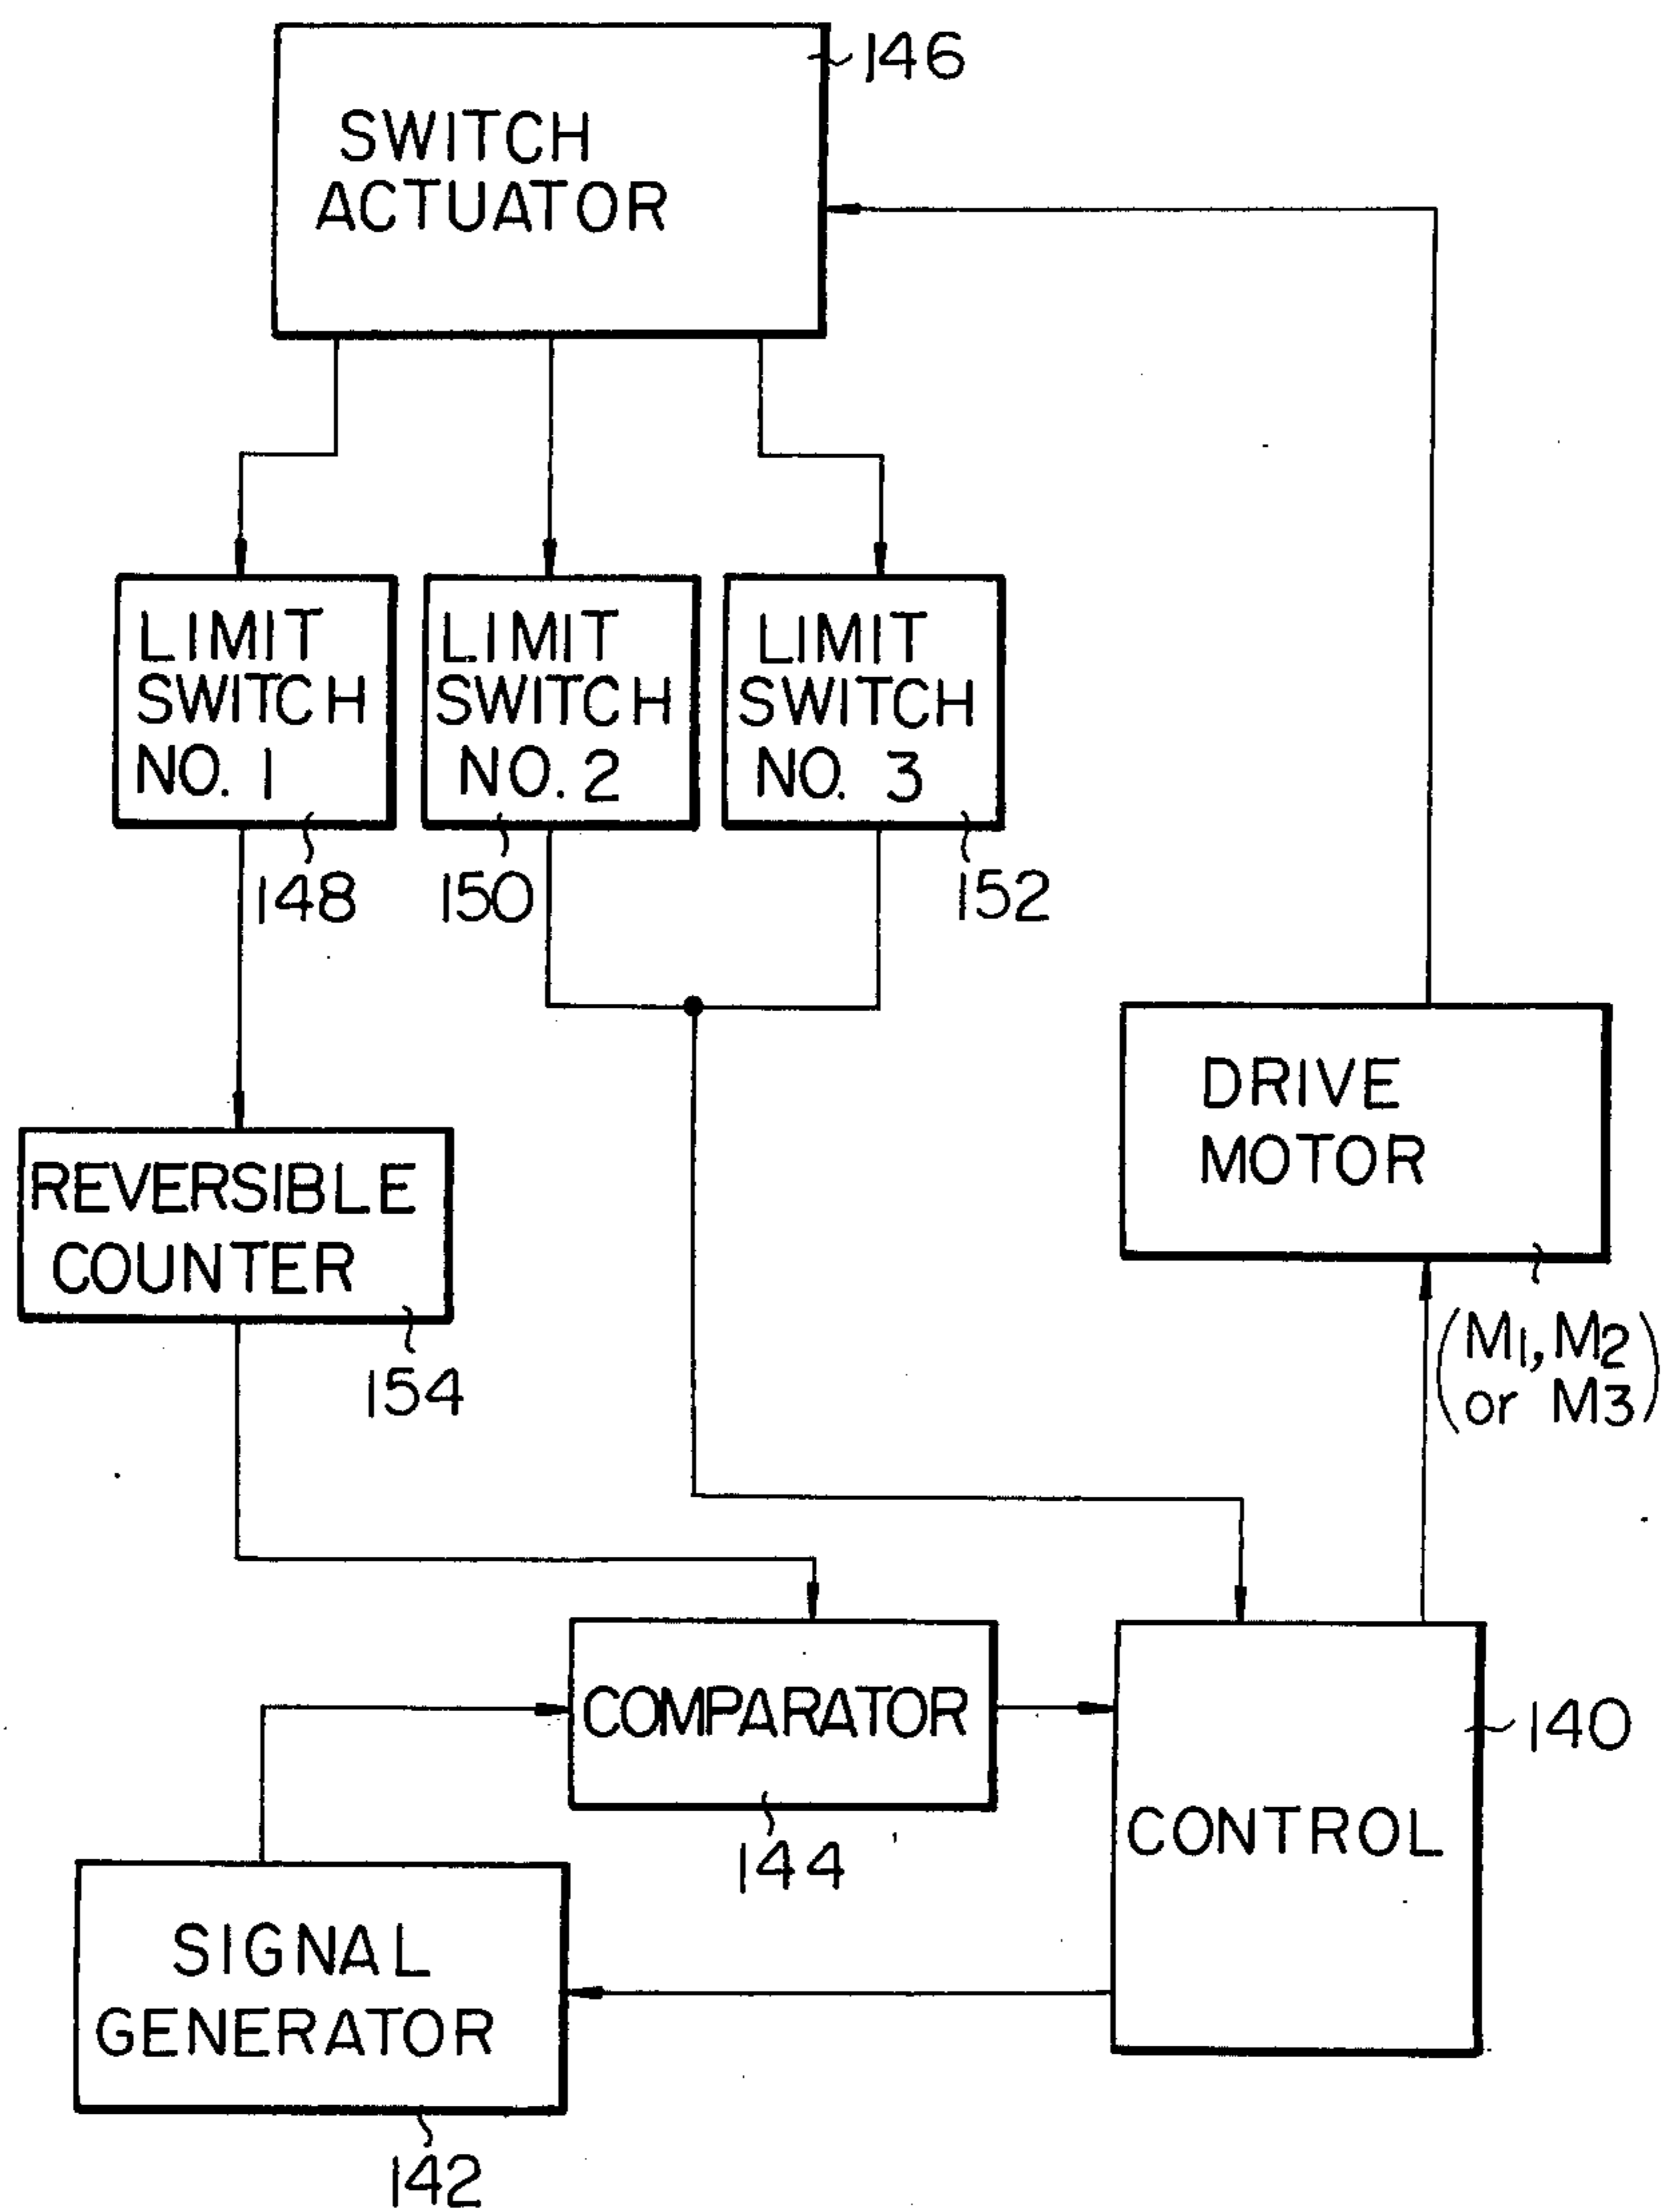 146
SWITCH
ACTUATOR
LIMIT
SWITCH
NO. 1
LIMIT
SWITCH
NO. 2
LIMIT
SWITCH
NO. 3
148
150
152
DRIVE
MOTOR
REVERSIBLE
COUNTER
(M1, M2
or M3)
154
COMPARATOR
140
CONTROL
144
SIGNAL
GENERATOR
142